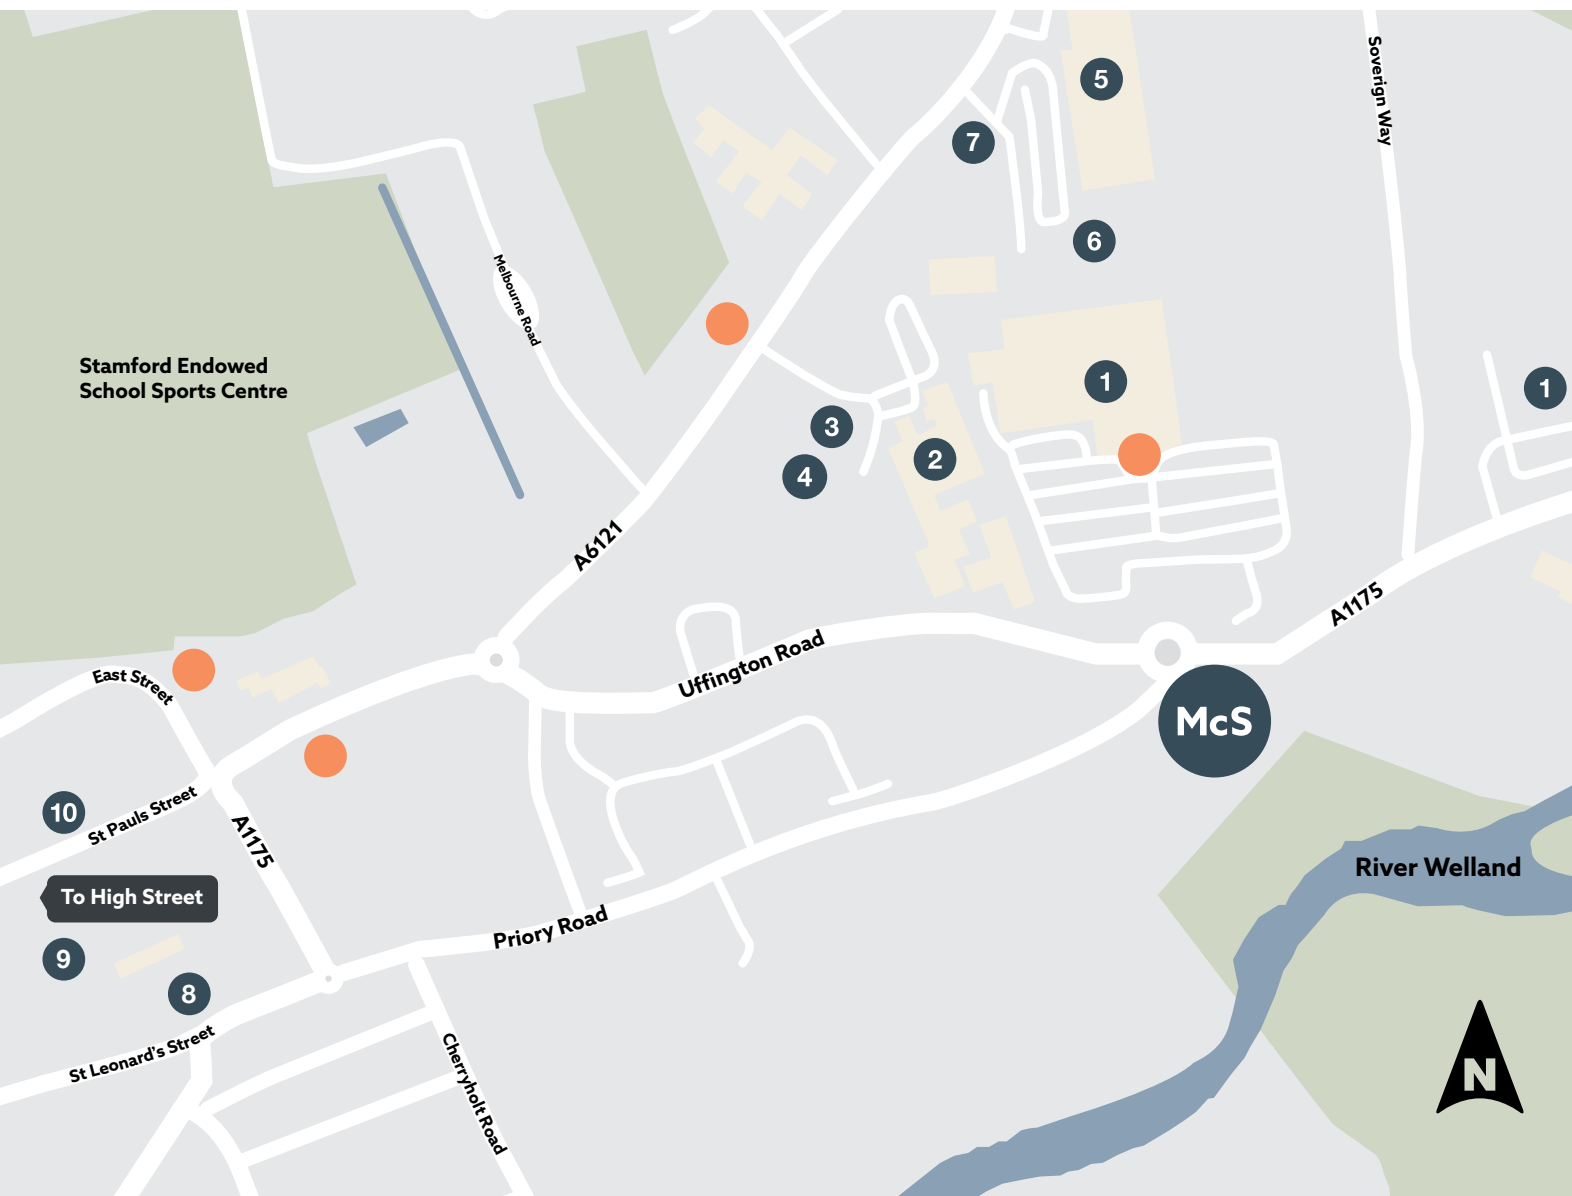 5
Soverign Way
7
6
Melbourne Road
Stamford Endowed
School Sports Centre
1
1
3
2
4
A6121
A1175
Uffington Road
East Street
McS
10
St Pauls Street
A1175
River Welland
To High Street
Priory Road
9
8
St Leonard's Street
Cherryholt Road
N